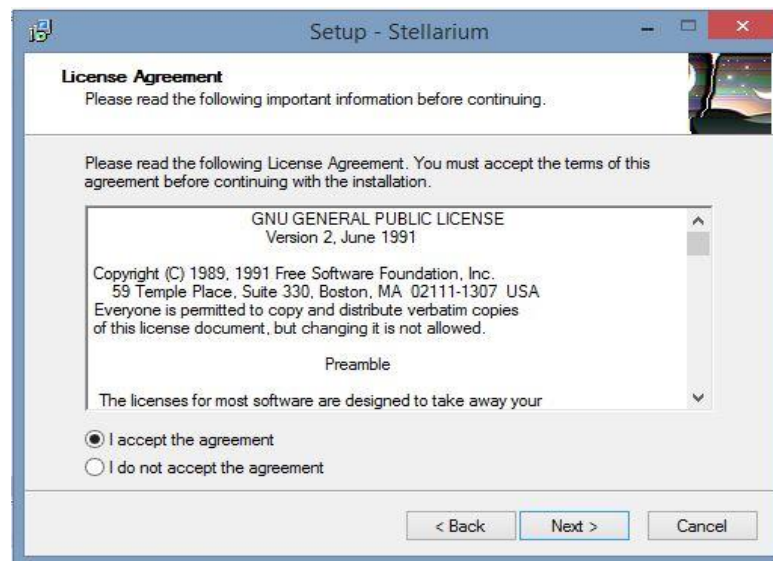 Setup - Stellarium
License Agreement
Please read the following important information before continuing.
Please read the following License Agreement. You must accept the terms of this
agreement before continuing with the installation.
GNU GENERAL PUBLIC LICENSE
Version 2, June 1991
Copyright (C) 1989, 1991 Free Software Foundation, Inc.
59 Temple Place, Suite 330, Boston, MA 02111-1307 USA
Everyone is permitted to copy and distribute verbatim copies
of this license document, but changing it is not allowed.
Preamble
The licenses for most software are designed to take away your
I accept the agreement
I do not accept the agreement
< Back Next > Cancel